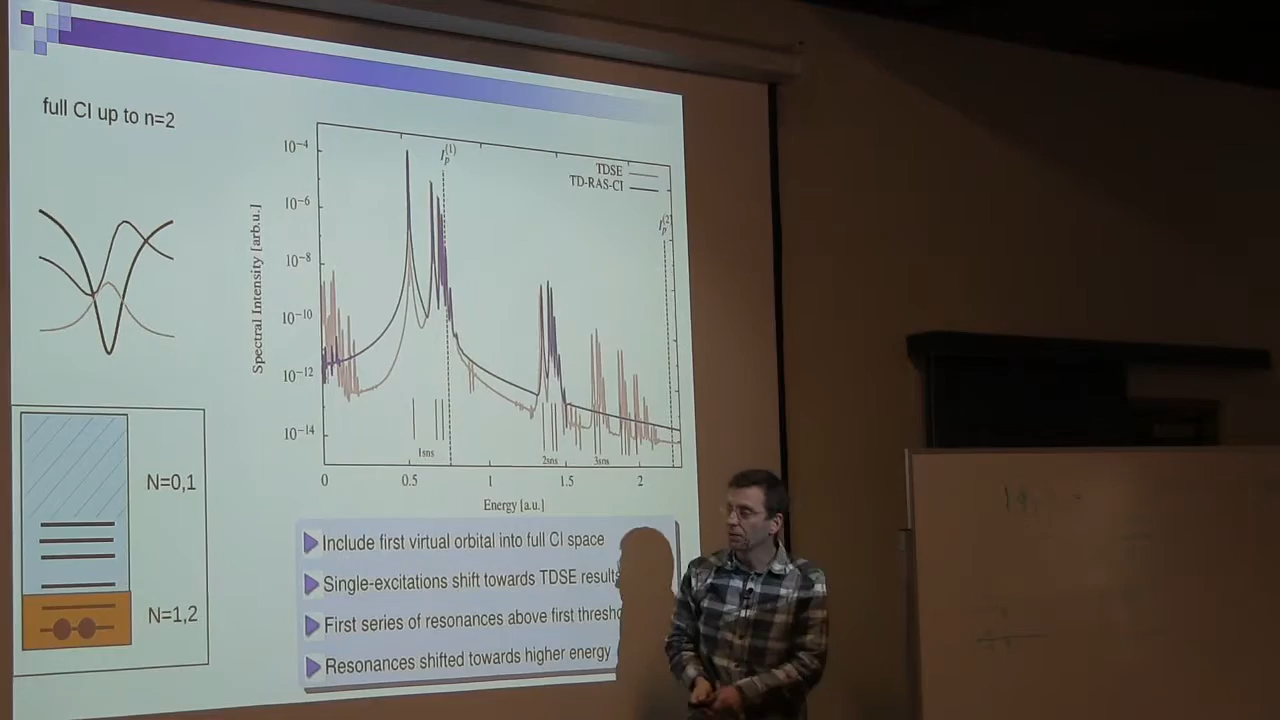 full CI up to n=2
10⁻⁴
10⁻⁶
10⁻⁸
10⁻¹⁰
10⁻¹²
10⁻¹⁴
Spectral Intensity [arb.u.]
I_p^(1)
TDSE
TD-RAS-CI
I_p^(2)
1sns
2sns
3sns
0 0.5 1 1.5 2
Energy [a.u.]
N=0,1
N=1,2
Include first virtual orbital into full CI space
Single-excitations shift towards TDSE results
First series of resonances above first thresho
Resonances shifted towards higher energy